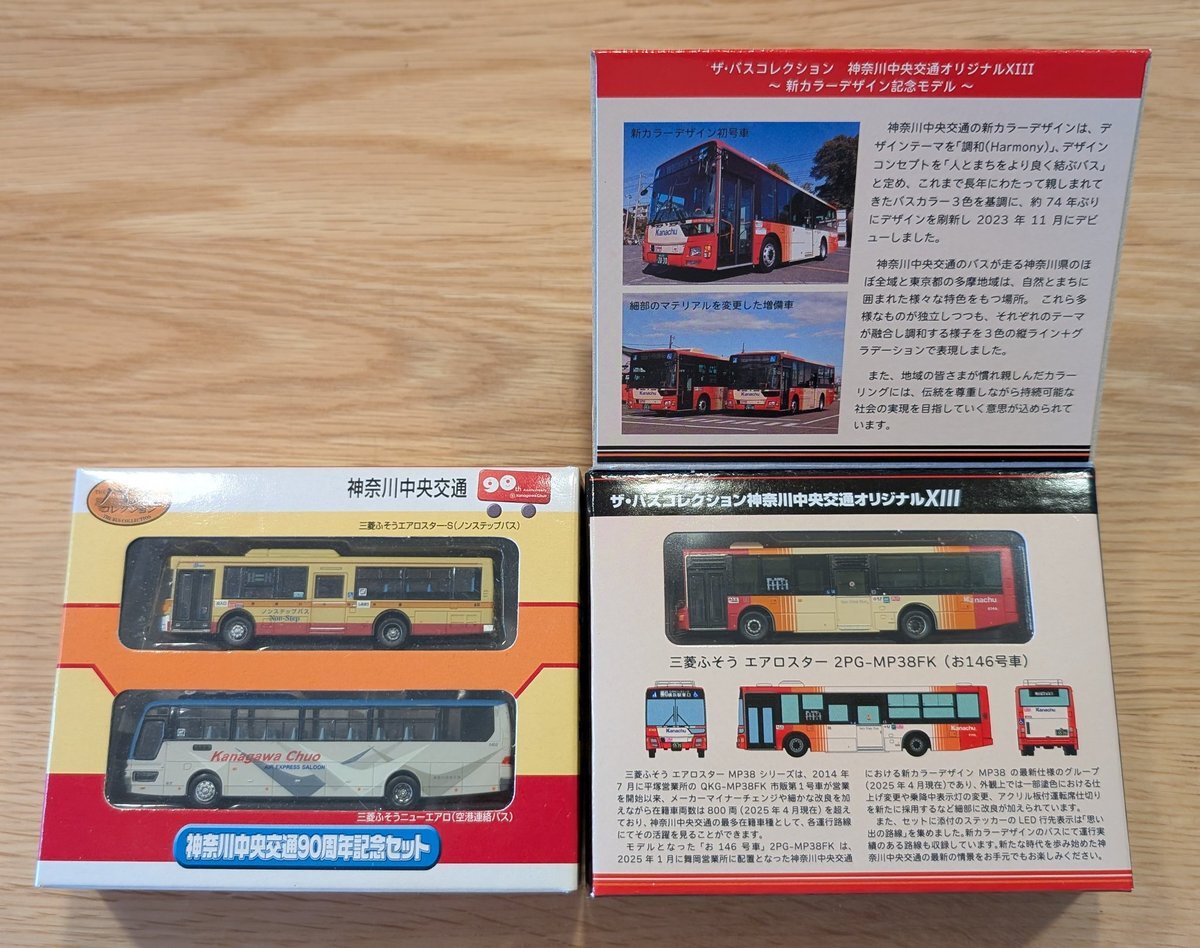 ザ・バスコレクション 神奈川中央交通オリジナルXIII
～ 新カラーデザイン記念モデル ～
新カラーデザイン初号車
Kanachu
細部のマテリアルを変更した増備車
神奈川中央交通の新カラーデザインは、デ
ザインテーマを「調和(Harmony)」、デザイン
コンセプトを「人とまちをより良く結ぶバス」
と定め、これまで長年にわたって親しまれて
きたバスカラー３色を基調に、約 74 年ぶり
にデザインを刷新し 2023 年 11 月にデビ
ューしました。
神奈川中央交通のバスが走る神奈川県のほ
ぼ全域と東京都の多摩地域は、自然とまちに
囲まれた様々な特色をもつ場所。 これら多
様なものが独立しつつも、それぞれのテーマ
が融合し調和する様子を３色の縦ライン＋グ
ラデーションで表現しました。
また、地域の皆さまが慣れ親しんだカラー
リングには、伝統を尊重しながら持続可能な
社会の実現を目指していく意思が込められて
います。
バス
コレクション
THE BUS COLLECTION
神奈川中央交通
90th
Anniversary
Kanagawa Chuo
三菱ふそうエアロスター-S(ノンステップバス)
ノンステップバス
Non-Step
Kanagawa Chuo
AIR EXPRESS SALOON
三菱ふそうニューエアロ(空港連絡バス)
神奈川中央交通90周年記念セット
ザ・バスコレクション神奈川中央交通オリジナルXIII
Kanachu
三菱ふそう エアロスター 2PG-MP38FK（お146号車）
Kanachu
Kanachu
Kanachu
三菱ふそう エアロスター MP38 シリーズは、2014 年
7 月に平塚営業所の QKG-MP38FK 市販第 1 号車が営業
を開始以来、メーカーマイナーチェンジや細かな改良を加
えながら在籍車両数は 800 両 (2025 年 4 月現在) を超え
ており、神奈川中央交通の最多在籍車種として、各運行路線
にてその活躍を見ることができます。
モデルとなった「お 146 号車」2PG-MP38FK は、
2025 年 1 月に舞岡営業所に配置となった神奈川中央交通
における新カラーデザイン MP38 の最新仕様のグループ
(2025 年 4 月現在)であり、外観上では一部塗色における仕
上げ変更や乗降中表示灯の変更、アクリル板付運転席仕切り
を新たに採用するなど細部に改良が加えられています。
また、セットに添付のステッカーの LED 行先表示は「思い
出の路線」を集めました。新カラーデザインのバスにて運行実
績のある路線も収録しています。新たな時代を歩み始めた神
奈川中央交通の最新の情景をお手元でもお楽しみください。